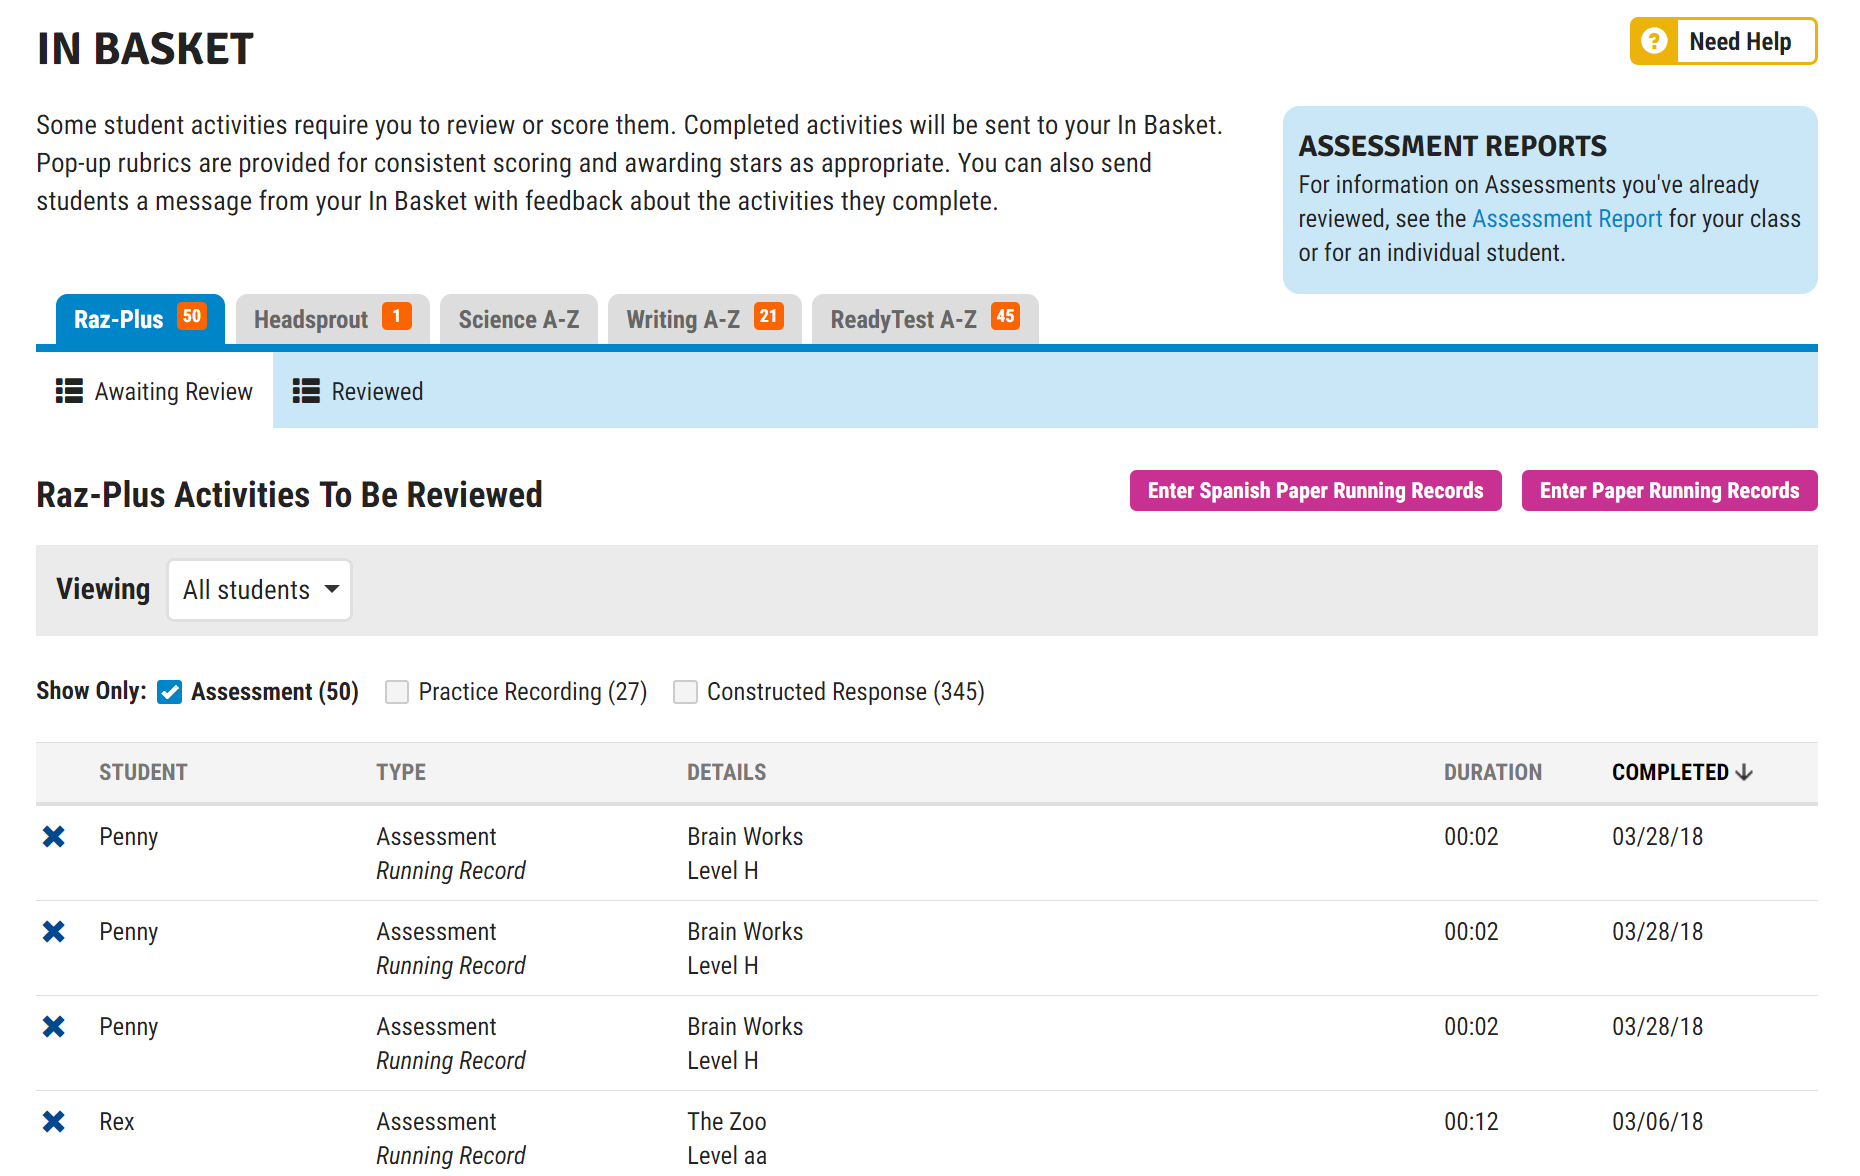 IN BASKET
? Need Help
Some student activities require you to review or score them. Completed activities will be sent to your In Basket.
Pop-up rubrics are provided for consistent scoring and awarding stars as appropriate. You can also send
students a message from your In Basket with feedback about the activities they complete.
ASSESSMENT REPORTS
For information on Assessments you've already
reviewed, see the Assessment Report for your class
or for an individual student.
Raz-Plus 50 Headsprout 1 Science A-Z Writing A-Z 21 ReadyTest A-Z 45
Awaiting Review Reviewed
Raz-Plus Activities To Be Reviewed
Enter Spanish Paper Running Records Enter Paper Running Records
Viewing All students
Show Only: Assessment (50) Practice Recording (27) Constructed Response (345)
STUDENT TYPE DETAILS DURATION COMPLETED
Penny Assessment Brain Works 00:02 03/28/18
Running Record Level H
Penny Assessment Brain Works 00:02 03/28/18
Running Record Level H
Penny Assessment Brain Works 00:02 03/28/18
Running Record Level H
Rex Assessment The Zoo 00:12 03/06/18
Running Record Level aa